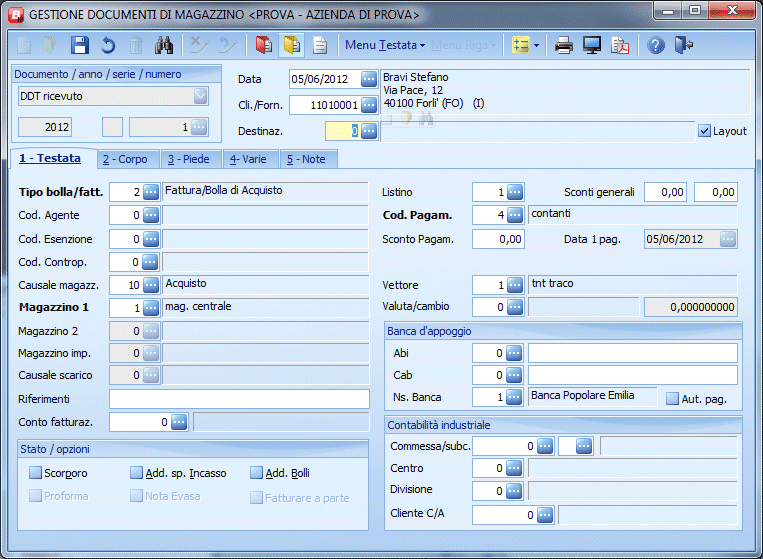 GESTIONE DOCUMENTI DI MAGAZZINO <PROVA - AZIENDA DI PROVA>
Menu Testata Menu Riga
Documento / anno / serie / numero
DDT ricevuto
2012 1
Data 05/06/2012
Cli./Forn. 11010001
Destinaz. 0
Bravi Stefano
Via Pace, 12
40100 Forli' (FO) (I)
Layout
1 - Testata 2 - Corpo 3 - Piede 4- Varie 5 - Note
Tipo bolla/fatt. 2 Fattura/Bolla di Acquisto
Cod. Agente 0
Cod. Esenzione 0
Cod. Controp. 0
Causale magazz. 10 Acquisto
Magazzino 1 1 mag. centrale
Magazzino 2 0
Magazzino imp. 0
Causale scarico 0
Riferimenti
Conto fatturaz. 0
Stato / opzioni
Scorporo Add. sp. Incasso Add. Bolli
Proforma Nota Evasa Fatturare a parte
Listino 1 Sconti generali 0,00 0,00
Cod. Pagam. 4 contanti
Sconto Pagam. 0,00 Data 1 pag. 05/06/2012
Vettore 1 tnt traco
Valuta/cambio 0 0,000000000
Banca d'appoggio
Abi 0
Cab 0
Ns. Banca 1 Banca Popolare Emilia Aut. pag.
Contabilità industriale
Commessa/subc. 0
Centro 0
Divisione 0
Cliente C/A 0